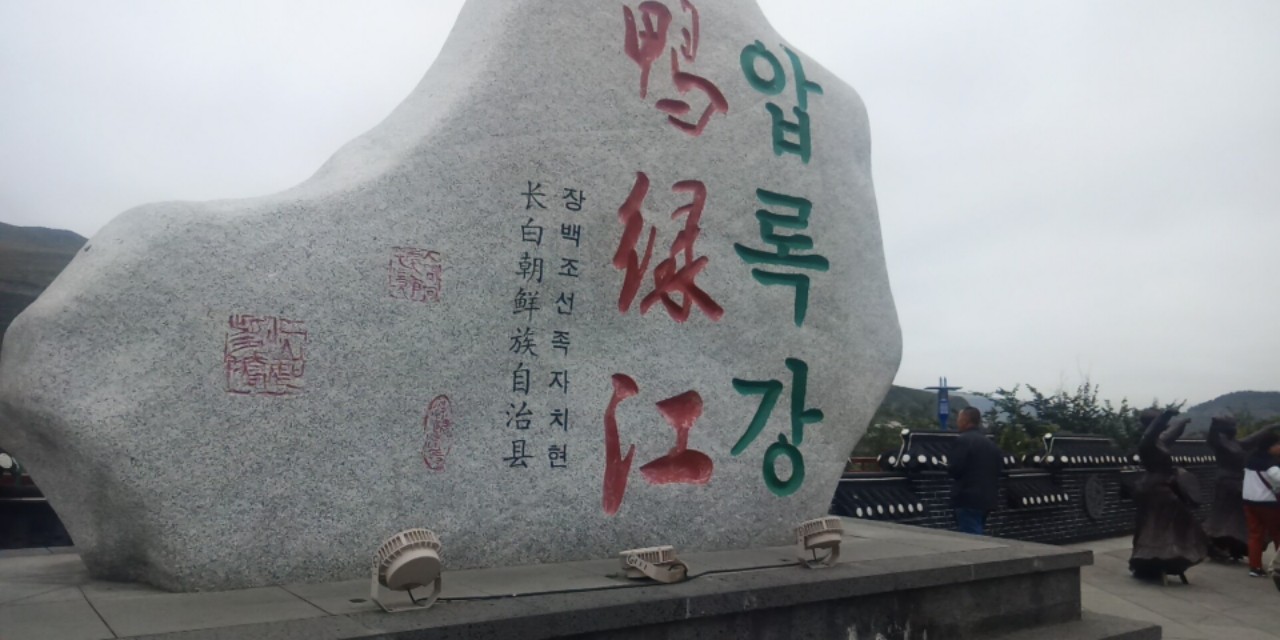 압록강
鸭绿江
장백조선족자치현
长白朝鲜族自治县